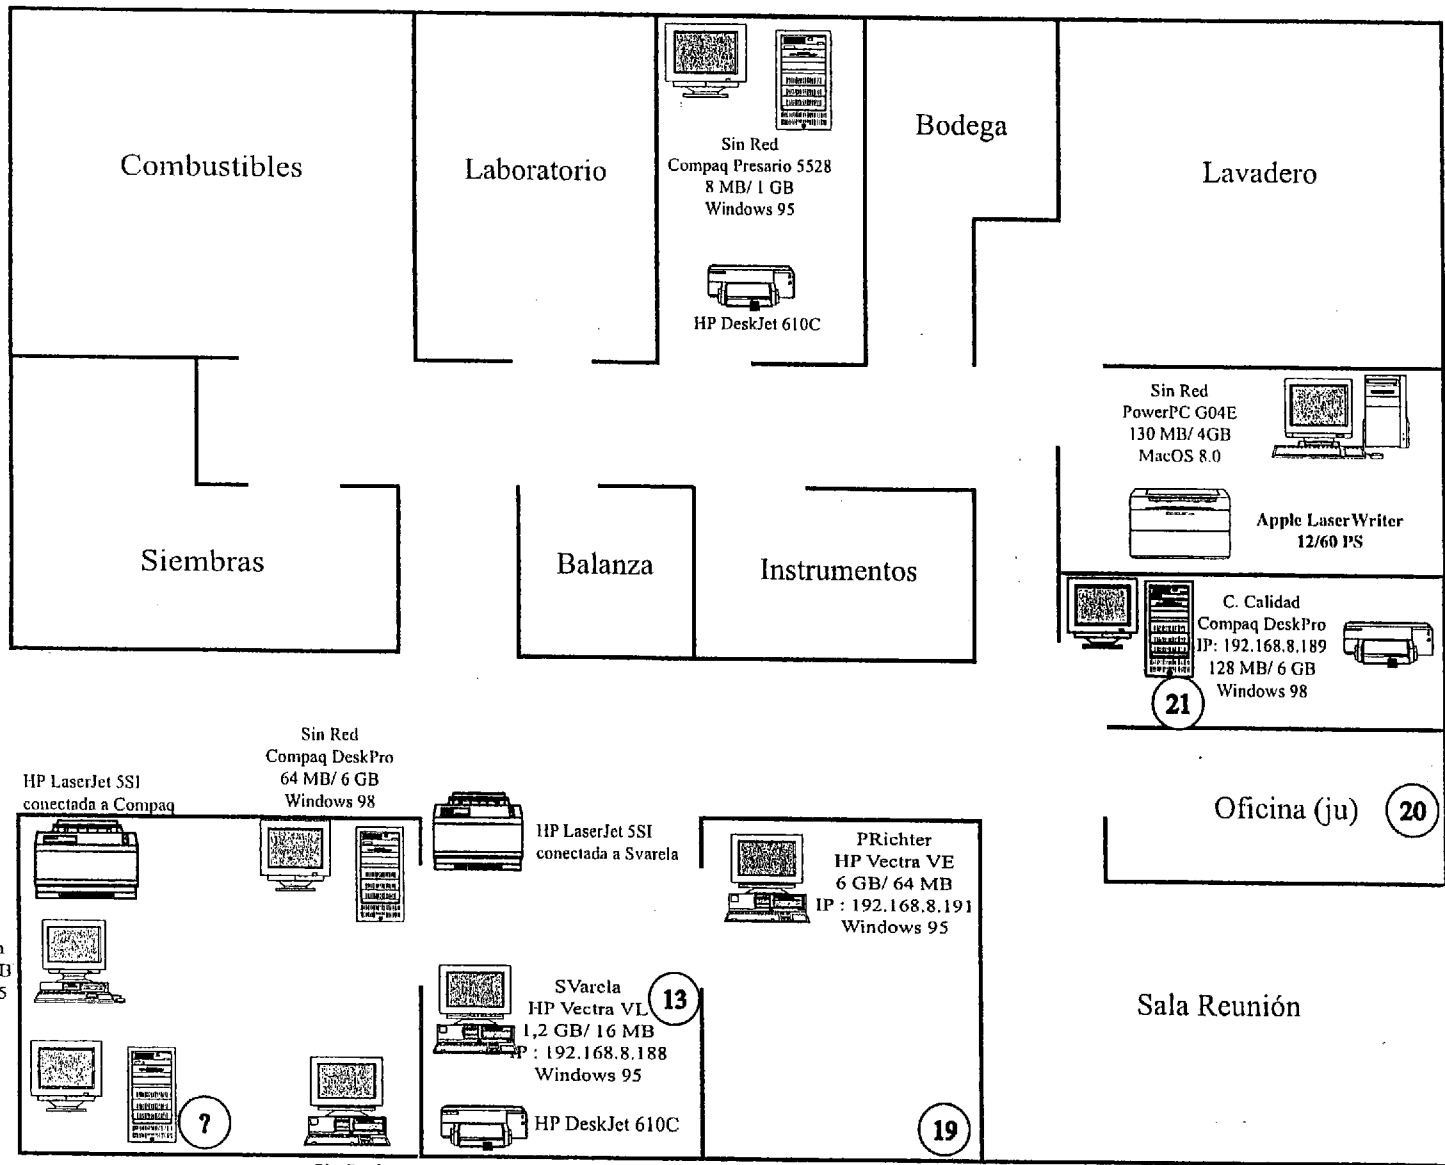 Combustibles
Laboratorio
Sin Red
Compaq Presario 5528
8 MB/ 1 GB
Windows 95
HP DeskJet 610C
Bodega
Lavadero
Sin Red
PowerPC G04E
130 MB/ 4GB
MacOS 8.0
Apple LaserWriter
12/60 PS
Siembras
Balanza
Instrumentos
C. Calidad
Compaq DeskPro
IP: 192.168.8.189
128 MB/ 6 GB
Windows 98
21
Oficina (ju)
20
Sin Red
Compaq DeskPro
64 MB/ 6 GB
Windows 98
HP LaserJet 5SI
conectada a Compaq
HP LaserJet 5SI
conectada a Svarela
PRichter
HP Vectra VE
6 GB/ 64 MB
IP : 192.168.8.191
Windows 95
SVarela
HP Vectra VL
13
1,2 GB/ 16 MB
IP : 192.168.8.188
Windows 95
HP DeskJet 610C
?
19
Sala Reunión